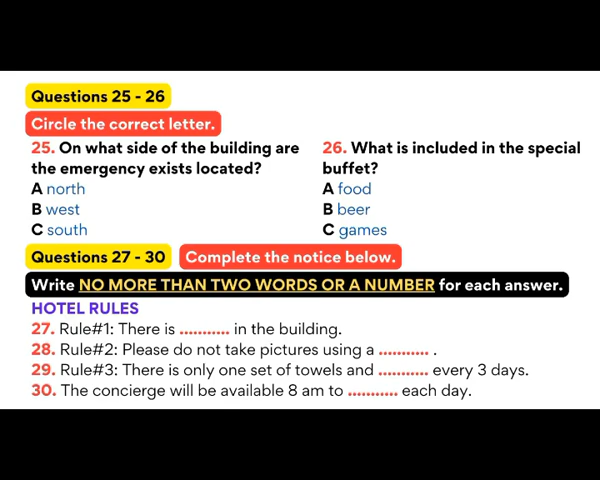 Questions 25 - 26
Circle the correct letter.
25. On what side of the building are
the emergency exists located?
A north
B west
C south
26. What is included in the special
buffet?
A food
B beer
C games
Questions 27 - 30 Complete the notice below.
Write NO MORE THAN TWO WORDS OR A NUMBER for each answer.
HOTEL RULES
27. Rule#1: There is ........... in the building.
28. Rule#2: Please do not take pictures using a ........... .
29. Rule#3: There is only one set of towels and ........... every 3 days.
30. The concierge will be available 8 am to ........... each day.